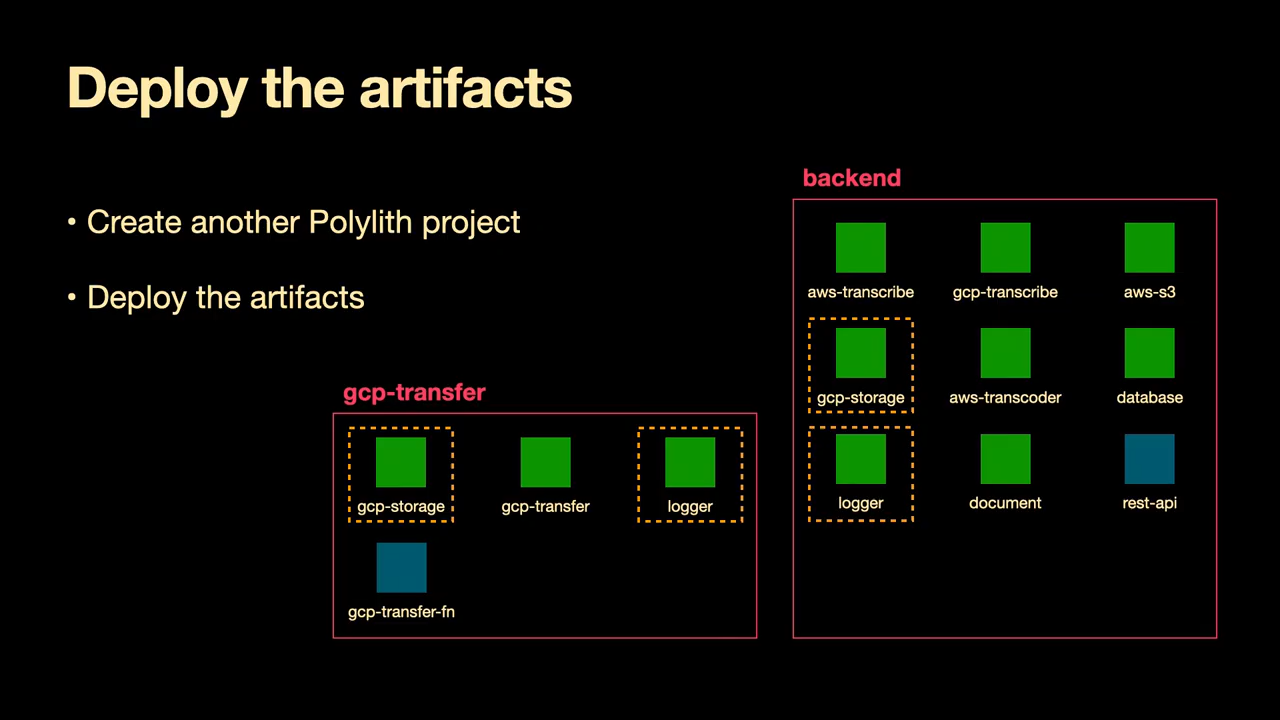 Deploy the artifacts
• Create another Polylith project
• Deploy the artifacts
gcp-transfer
gcp-storage
gcp-transfer
logger
gcp-transfer-fn
backend
aws-transcribe
gcp-transcribe
aws-s3
gcp-storage
aws-transcoder
database
logger
document
rest-api